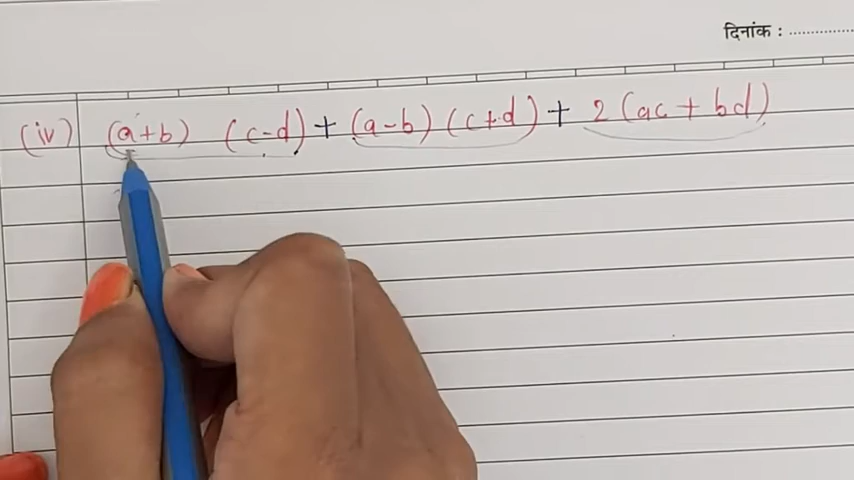 दिनांक : ..............
(iv) (a+b) (c-d) + (a-b) (c+d) + 2 (ac + bd)